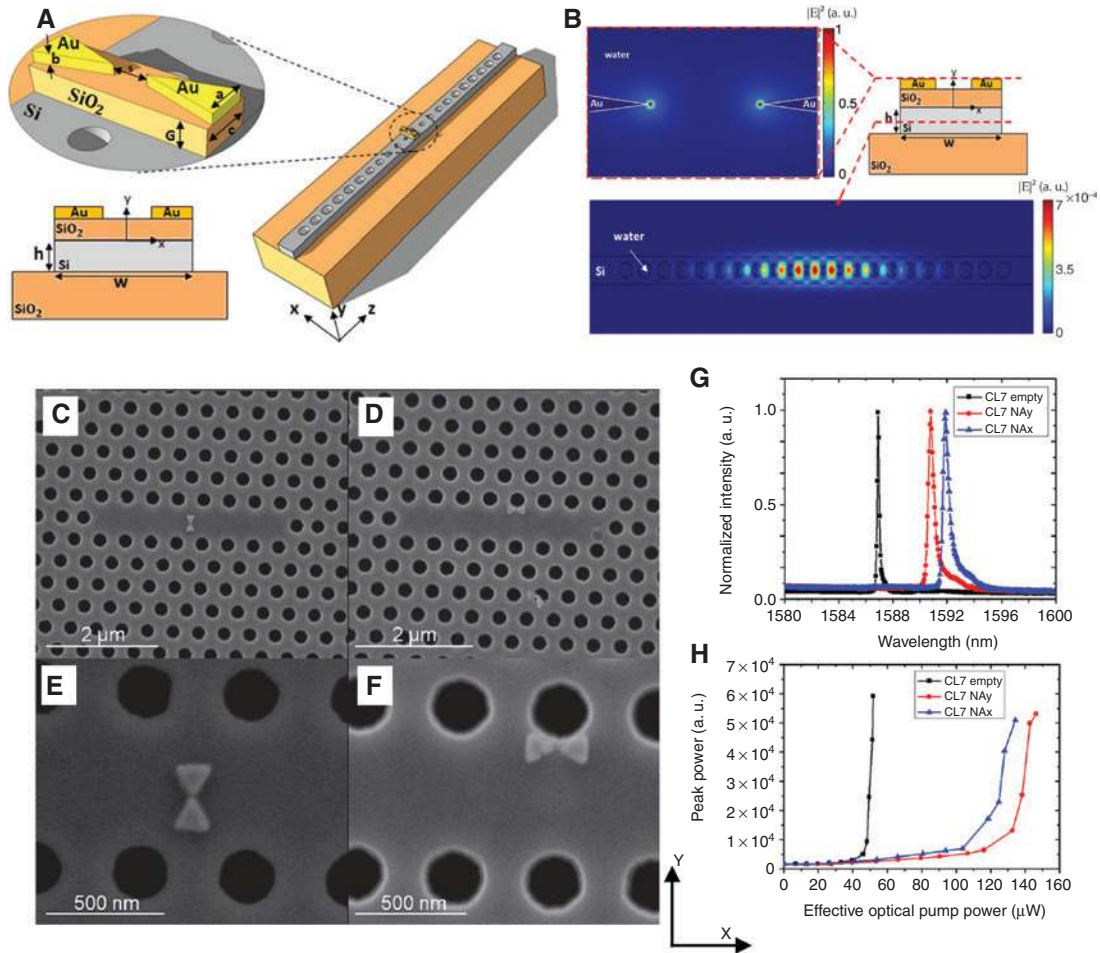 A
Au
b
s
Au
a
SiO2
c
Si
G
y
Au
Au
SiO2
x
h
Si
W
SiO2
x
y
z
B
|E|² (a. u.)
1
water
Au
Au
0.5
0
y
Au
Au
SiO2
x
h
Si
W
SiO2
|E|² (a. u.)
7 ×10⁻⁴
water
Si
3.5
0
C
2 μm
D
2 μm
E
500 nm
F
500 nm
Y
X
G
CL7 empty
CL7 NAy
CL7 NAx
1.0
0.5
0.0
Normalized intensity (a. u.)
1580 1584 1588 1592 1596 1600
Wavelength (nm)
H
CL7 empty
CL7 NAy
CL7 NAx
7 × 10⁴
6 × 10⁴
5 × 10⁴
4 × 10⁴
3 × 10⁴
2 × 10⁴
1 × 10⁴
0
Peak power (a. u.)
0 20 40 60 80 100 120 140 160
Effective optical pump power (μW)